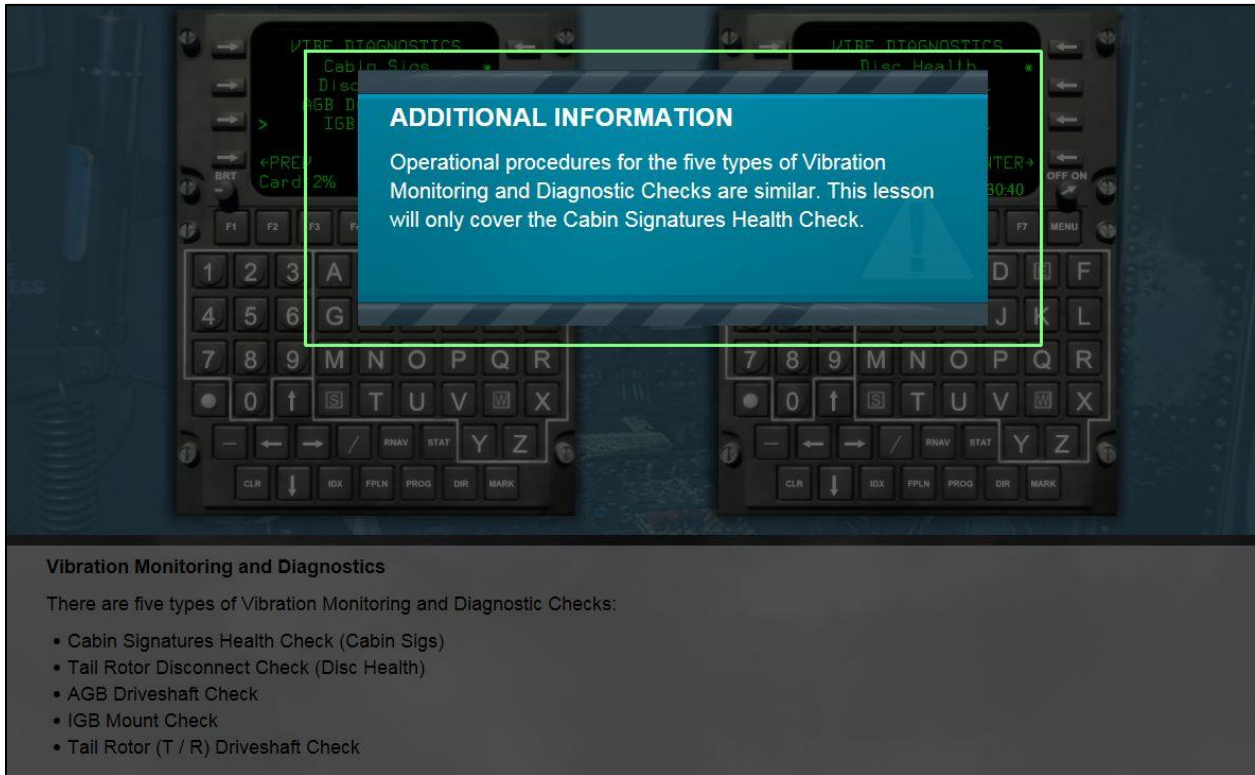 VIBE DIAGNOSTICS
Cabin Sigs *
Disc
AGB D
> IGB
←PREV
Card 2%
BRT
VIBE DIAGNOSTICS
Disc Health *
30:40
OFF ON
ADDITIONAL INFORMATION
Operational procedures for the five types of Vibration
Monitoring and Diagnostic Checks are similar. This lesson
will only cover the Cabin Signatures Health Check.
F1 F2 F3
F7 MENU
1 2 3 A
D E F
4 5 6 G
J K L
7 8 9 M N O P Q R
7 8 9 M N O P Q R
0 ↑ S T U V W X
0 ↑ S T U V W X
– ← → / RNAV STAT Y Z
– ← → / RNAV STAT Y Z
CLR ↓ IDX FPLN PROG DIR MARK
CLR ↓ IDX FPLN PROG DIR MARK
Vibration Monitoring and Diagnostics
There are five types of Vibration Monitoring and Diagnostic Checks:
• Cabin Signatures Health Check (Cabin Sigs)
• Tail Rotor Disconnect Check (Disc Health)
• AGB Driveshaft Check
• IGB Mount Check
• Tail Rotor (T / R) Driveshaft Check